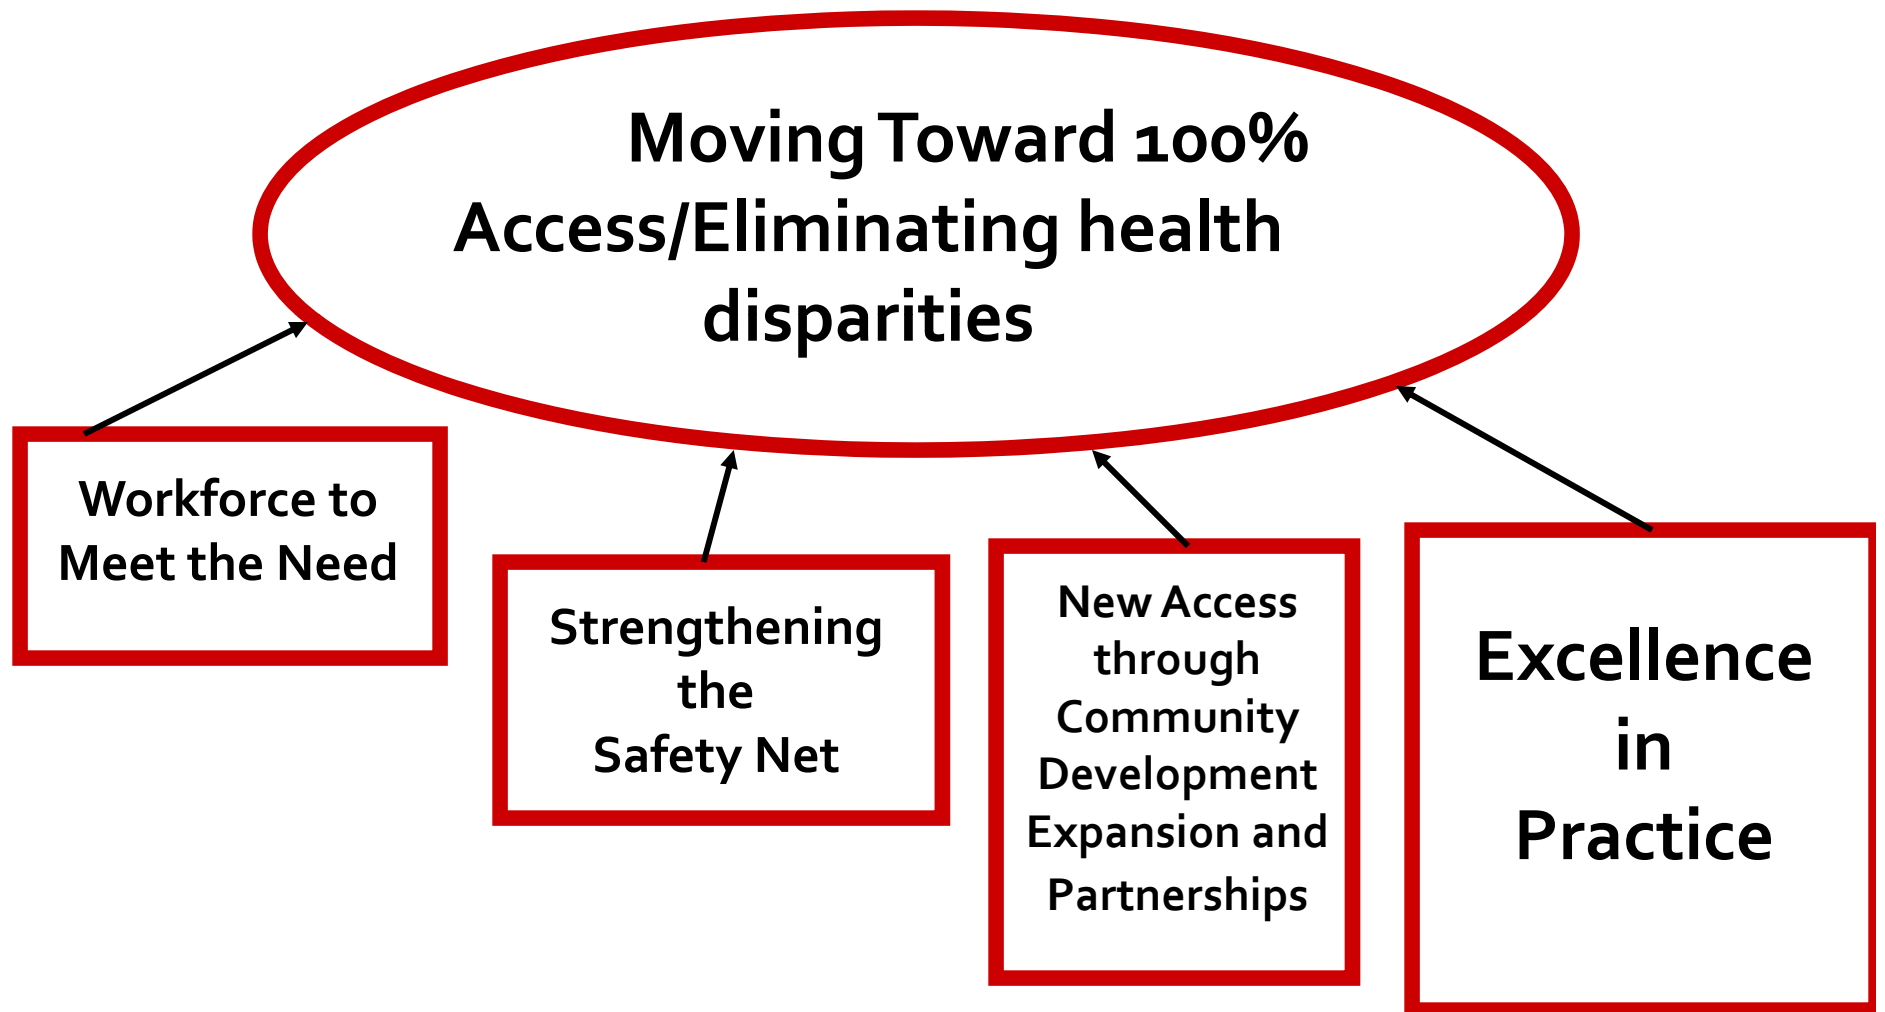 Moving Toward 100%
Access/Eliminating health
disparities
Workforce to
Meet the Need
Strengthening
the
Safety Net
New Access
through
Community
Development
Expansion and
Partnerships
Excellence
in
Practice